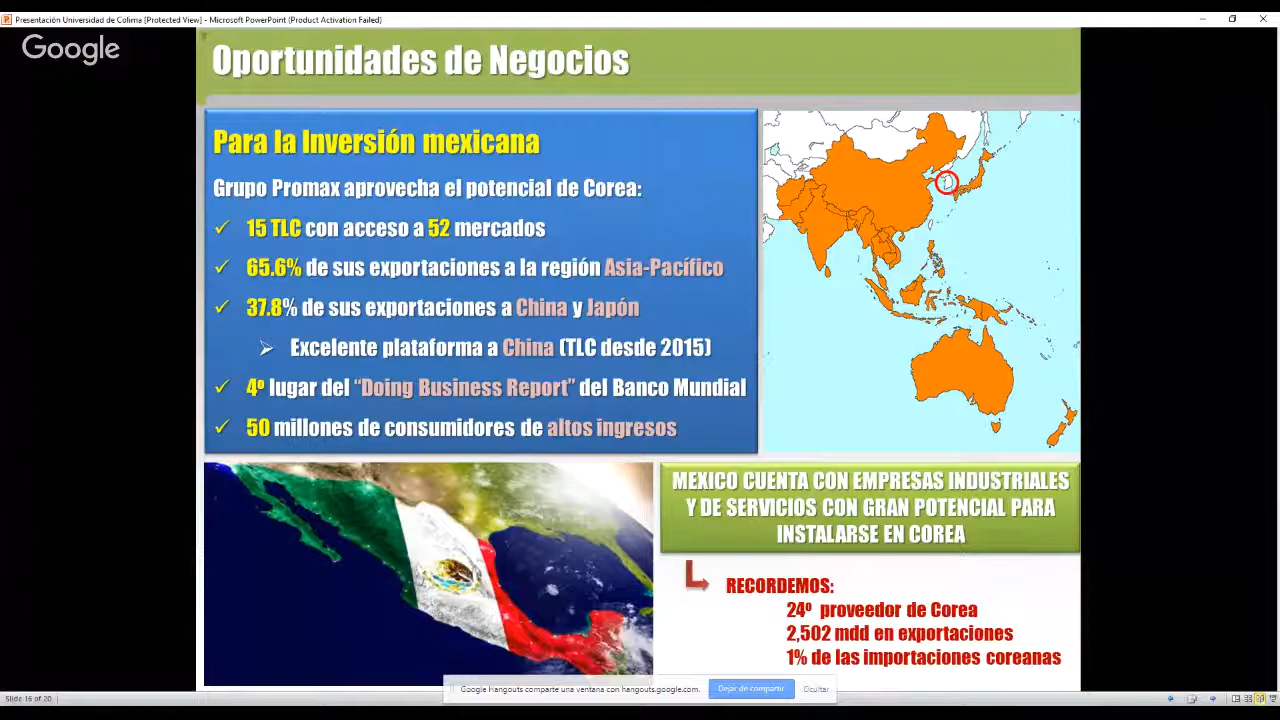 Presentación Universidad de Colima [Protected View] - Microsoft PowerPoint (Product Activation Failed)
Google
Oportunidades de Negocios
Para la Inversión mexicana
Grupo Promax aprovecha el potencial de Corea:
15 TLC con acceso a 52 mercados
65.6% de sus exportaciones a la región Asia-Pacífico
37.8% de sus exportaciones a China y Japón
Excelente plataforma a China (TLC desde 2015)
4º lugar del “Doing Business Report” del Banco Mundial
50 millones de consumidores de altos ingresos
MEXICO CUENTA CON EMPRESAS INDUSTRIALES
Y DE SERVICIOS CON GRAN POTENCIAL PARA
INSTALARSE EN COREA
RECORDEMOS:
24º proveedor de Corea
2,502 mdd en exportaciones
1% de las importaciones coreanas
Google Hangouts comparte una ventana con hangouts.google.com.
Dejar de compartir
Ocultar
Slide 16 of 20